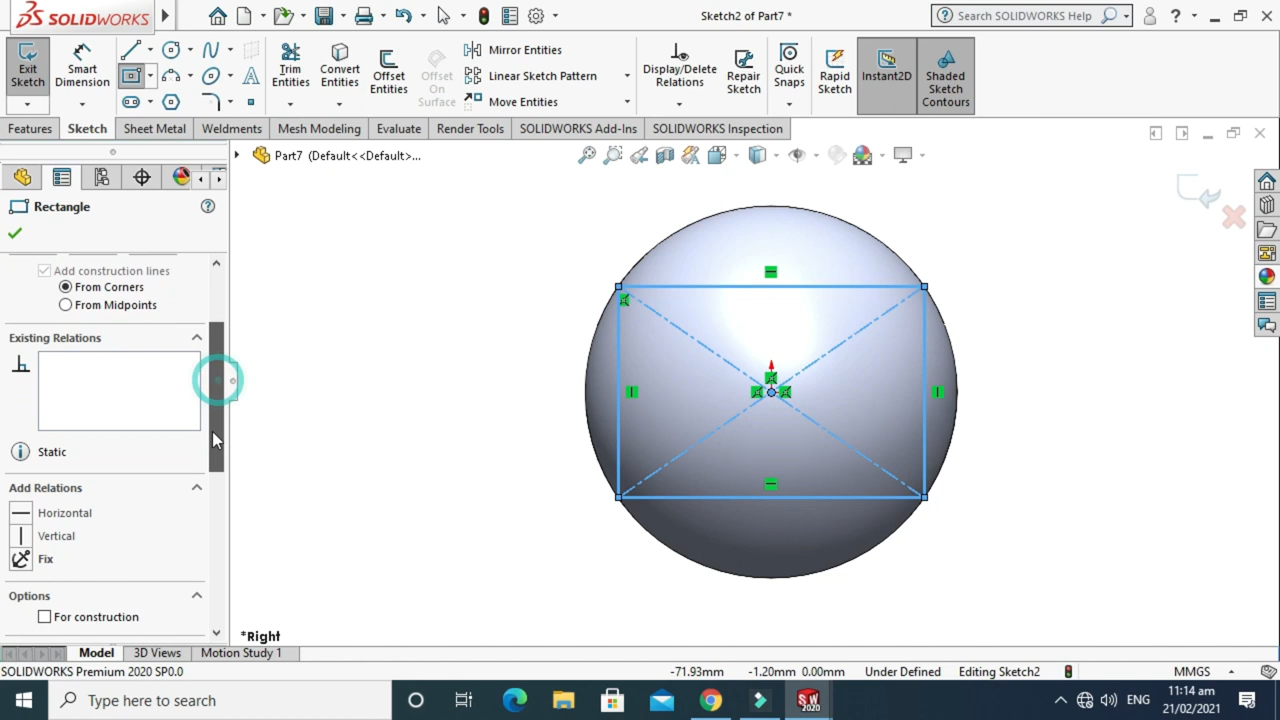 SOLIDWORKS
Sketch2 of Part7 *
Search SOLIDWORKS Help
?
Exit Sketch
Smart Dimension
Trim Entities
Convert Entities
Offset Entities
Offset On Surface
Mirror Entities
Linear Sketch Pattern
Move Entities
Display/Delete Relations
Repair Sketch
Quick Snaps
Rapid Sketch
Instant2D
Shaded Sketch Contours
Features
Sketch
Sheet Metal
Weldments
Mesh Modeling
Evaluate
Render Tools
SOLIDWORKS Add-Ins
SOLIDWORKS Inspection
Part7 (Default<<Default>...
Rectangle
Add construction lines
From Corners
From Midpoints
Existing Relations
Static
Add Relations
Horizontal
Vertical
Fix
Options
For construction
*Right
Model
3D Views
Motion Study 1
SOLIDWORKS Premium 2020 SP0.0
-71.93mm
-1.20mm 0.00mm
Under Defined
Editing Sketch2
MMGS
Type here to search
SW
2020
ENG
11:14 am
21/02/2021